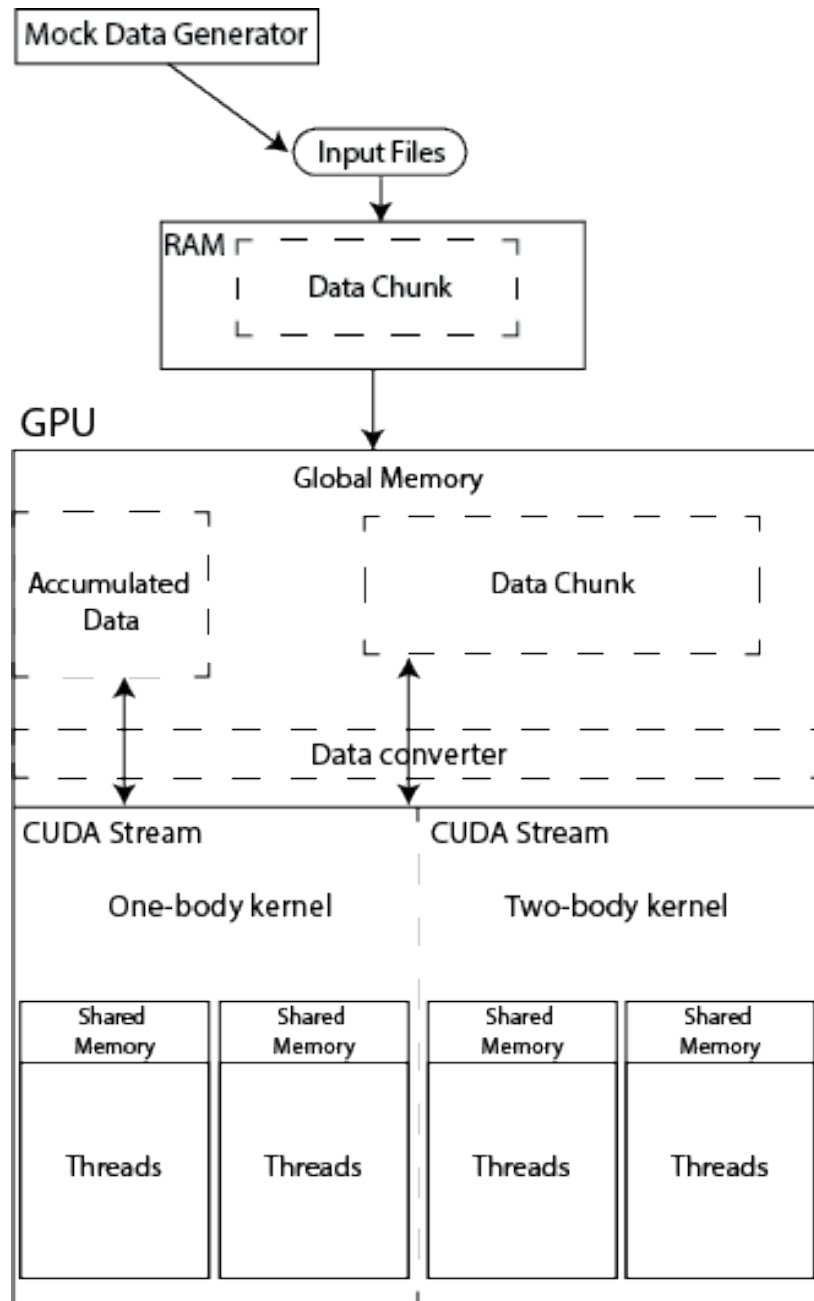 Mock Data Generator
Input Files
RAM
Data Chunk
GPU
Global Memory
Accumulated
Data
Data Chunk
Data converter
CUDA Stream
CUDA Stream
One-body kernel
Two-body kernel
Shared
Memory
Shared
Memory
Shared
Memory
Shared
Memory
Threads
Threads
Threads
Threads